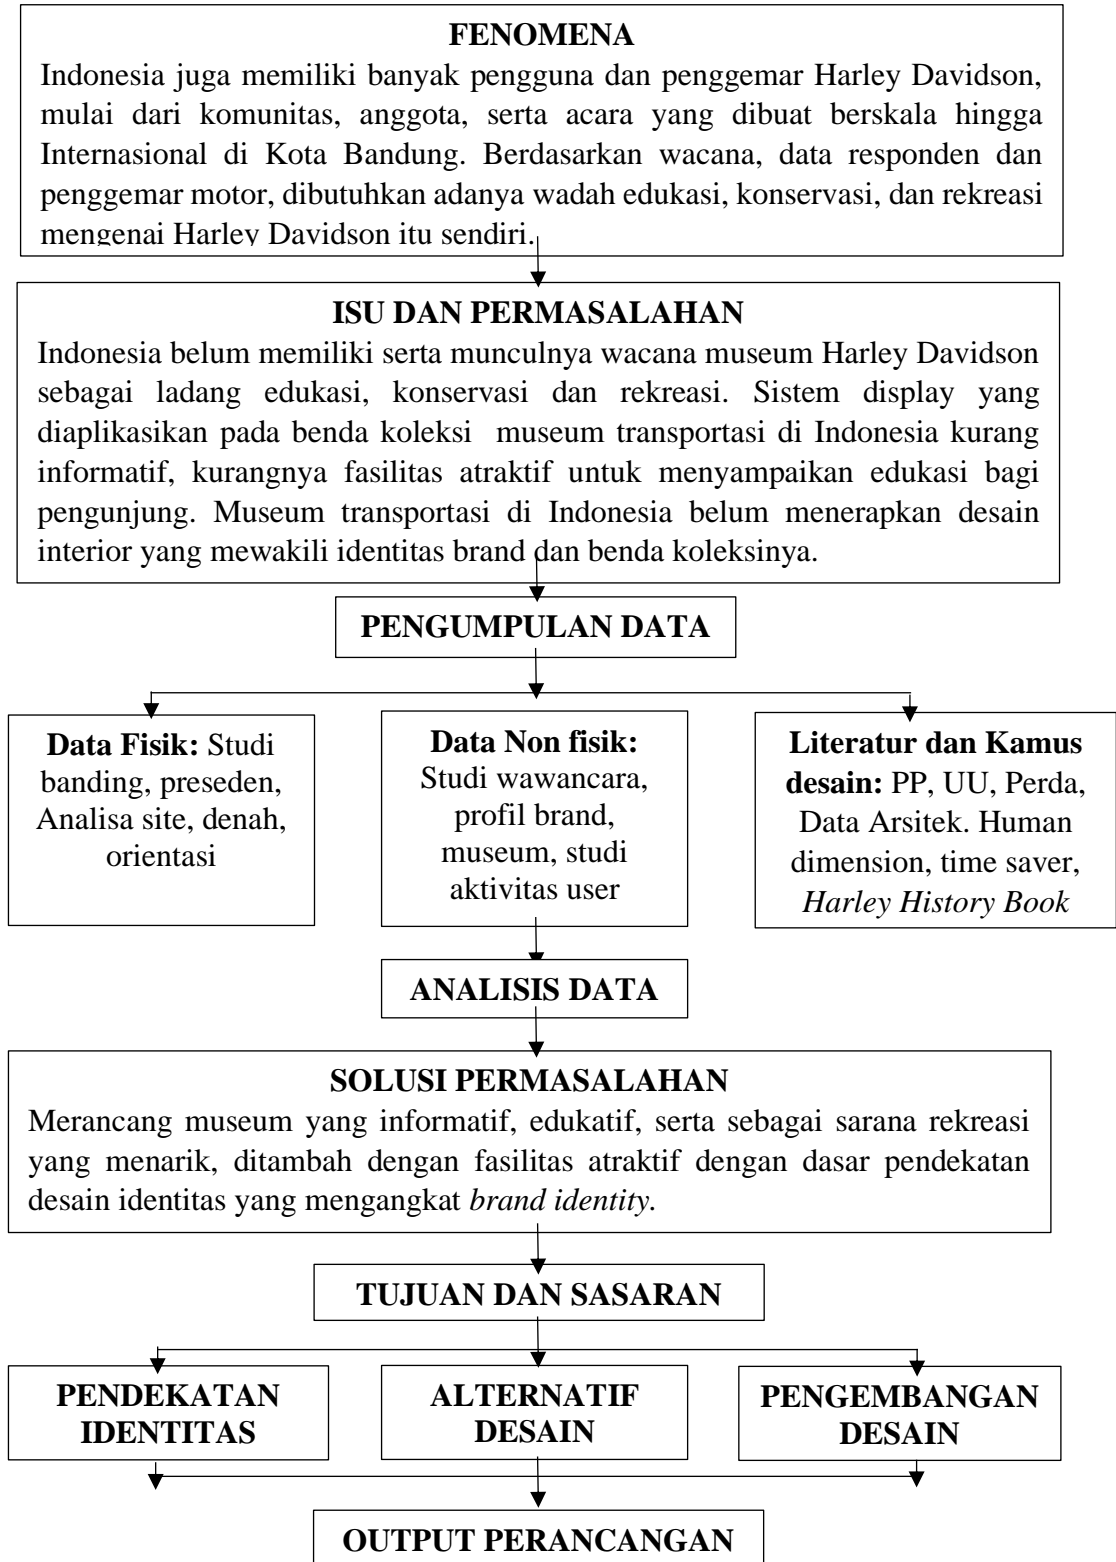 FENOMENA
Indonesia juga memiliki banyak pengguna dan penggemar Harley Davidson,
mulai dari komunitas, anggota, serta acara yang dibuat berskala hingga
Internasional di Kota Bandung. Berdasarkan wacana, data responden dan
penggemar motor, dibutuhkan adanya wadah edukasi, konservasi, dan rekreasi
mengenai Harley Davidson itu sendiri.
ISU DAN PERMASALAHAN
Indonesia belum memiliki serta munculnya wacana museum Harley Davidson
sebagai ladang edukasi, konservasi dan rekreasi. Sistem display yang
diaplikasikan pada benda koleksi museum transportasi di Indonesia kurang
informatif, kurangnya fasilitas atraktif untuk menyampaikan edukasi bagi
pengunjung. Museum transportasi di Indonesia belum menerapkan desain
interior yang mewakili identitas brand dan benda koleksinya.
PENGUMPULAN DATA
Data Fisik: Studi
banding, preseden,
Analisa site, denah,
orientasi
Data Non fisik:
Studi wawancara,
profil brand,
museum, studi
aktivitas user
Literatur dan Kamus
desain: PP, UU, Perda,
Data Arsitek. Human
dimension, time saver,
Harley History Book
ANALISIS DATA
SOLUSI PERMASALAHAN
Merancang museum yang informatif, edukatif, serta sebagai sarana rekreasi
yang menarik, ditambah dengan fasilitas atraktif dengan dasar pendekatan
desain identitas yang mengangkat brand identity.
TUJUAN DAN SASARAN
PENDEKATAN
IDENTITAS
ALTERNATIF
DESAIN
PENGEMBANGAN
DESAIN
OUTPUT PERANCANGAN